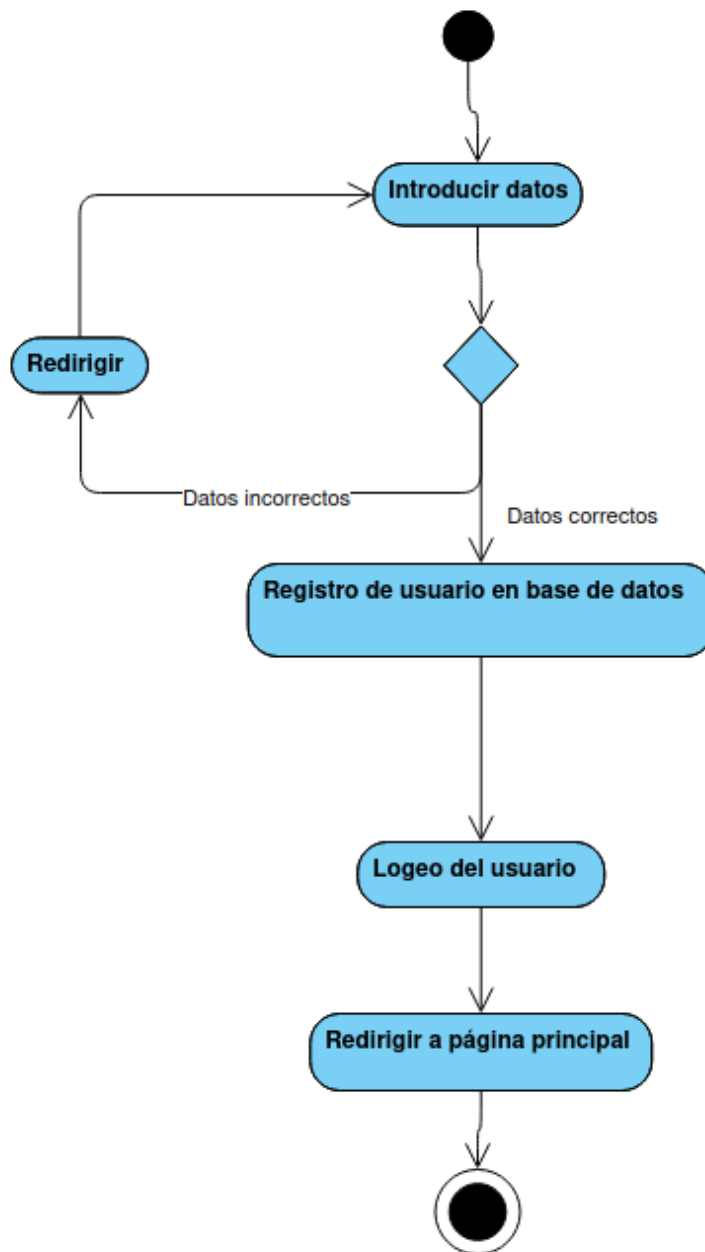 Introducir datos
Redirigir
Datos incorrectos
Datos correctos
Registro de usuario en base de datos
Logeo del usuario
Redirigir a página principal